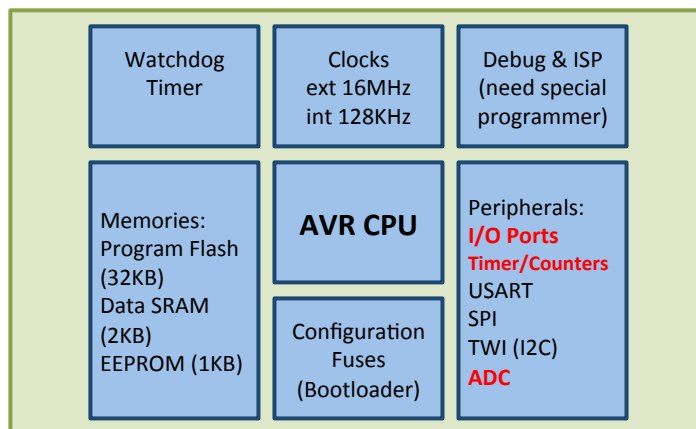 Watchdog
Timer
Clocks
ext 16MHz
int 128KHz
Debug & ISP
(need special
programmer)
Memories:
Program Flash
(32KB)
Data SRAM
(2KB)
EEPROM (1KB)
AVR CPU
Configuration
Fuses
(Bootloader)
Peripherals:
I/O Ports
Timer/Counters
USART
SPI
TWI (I2C)
ADC